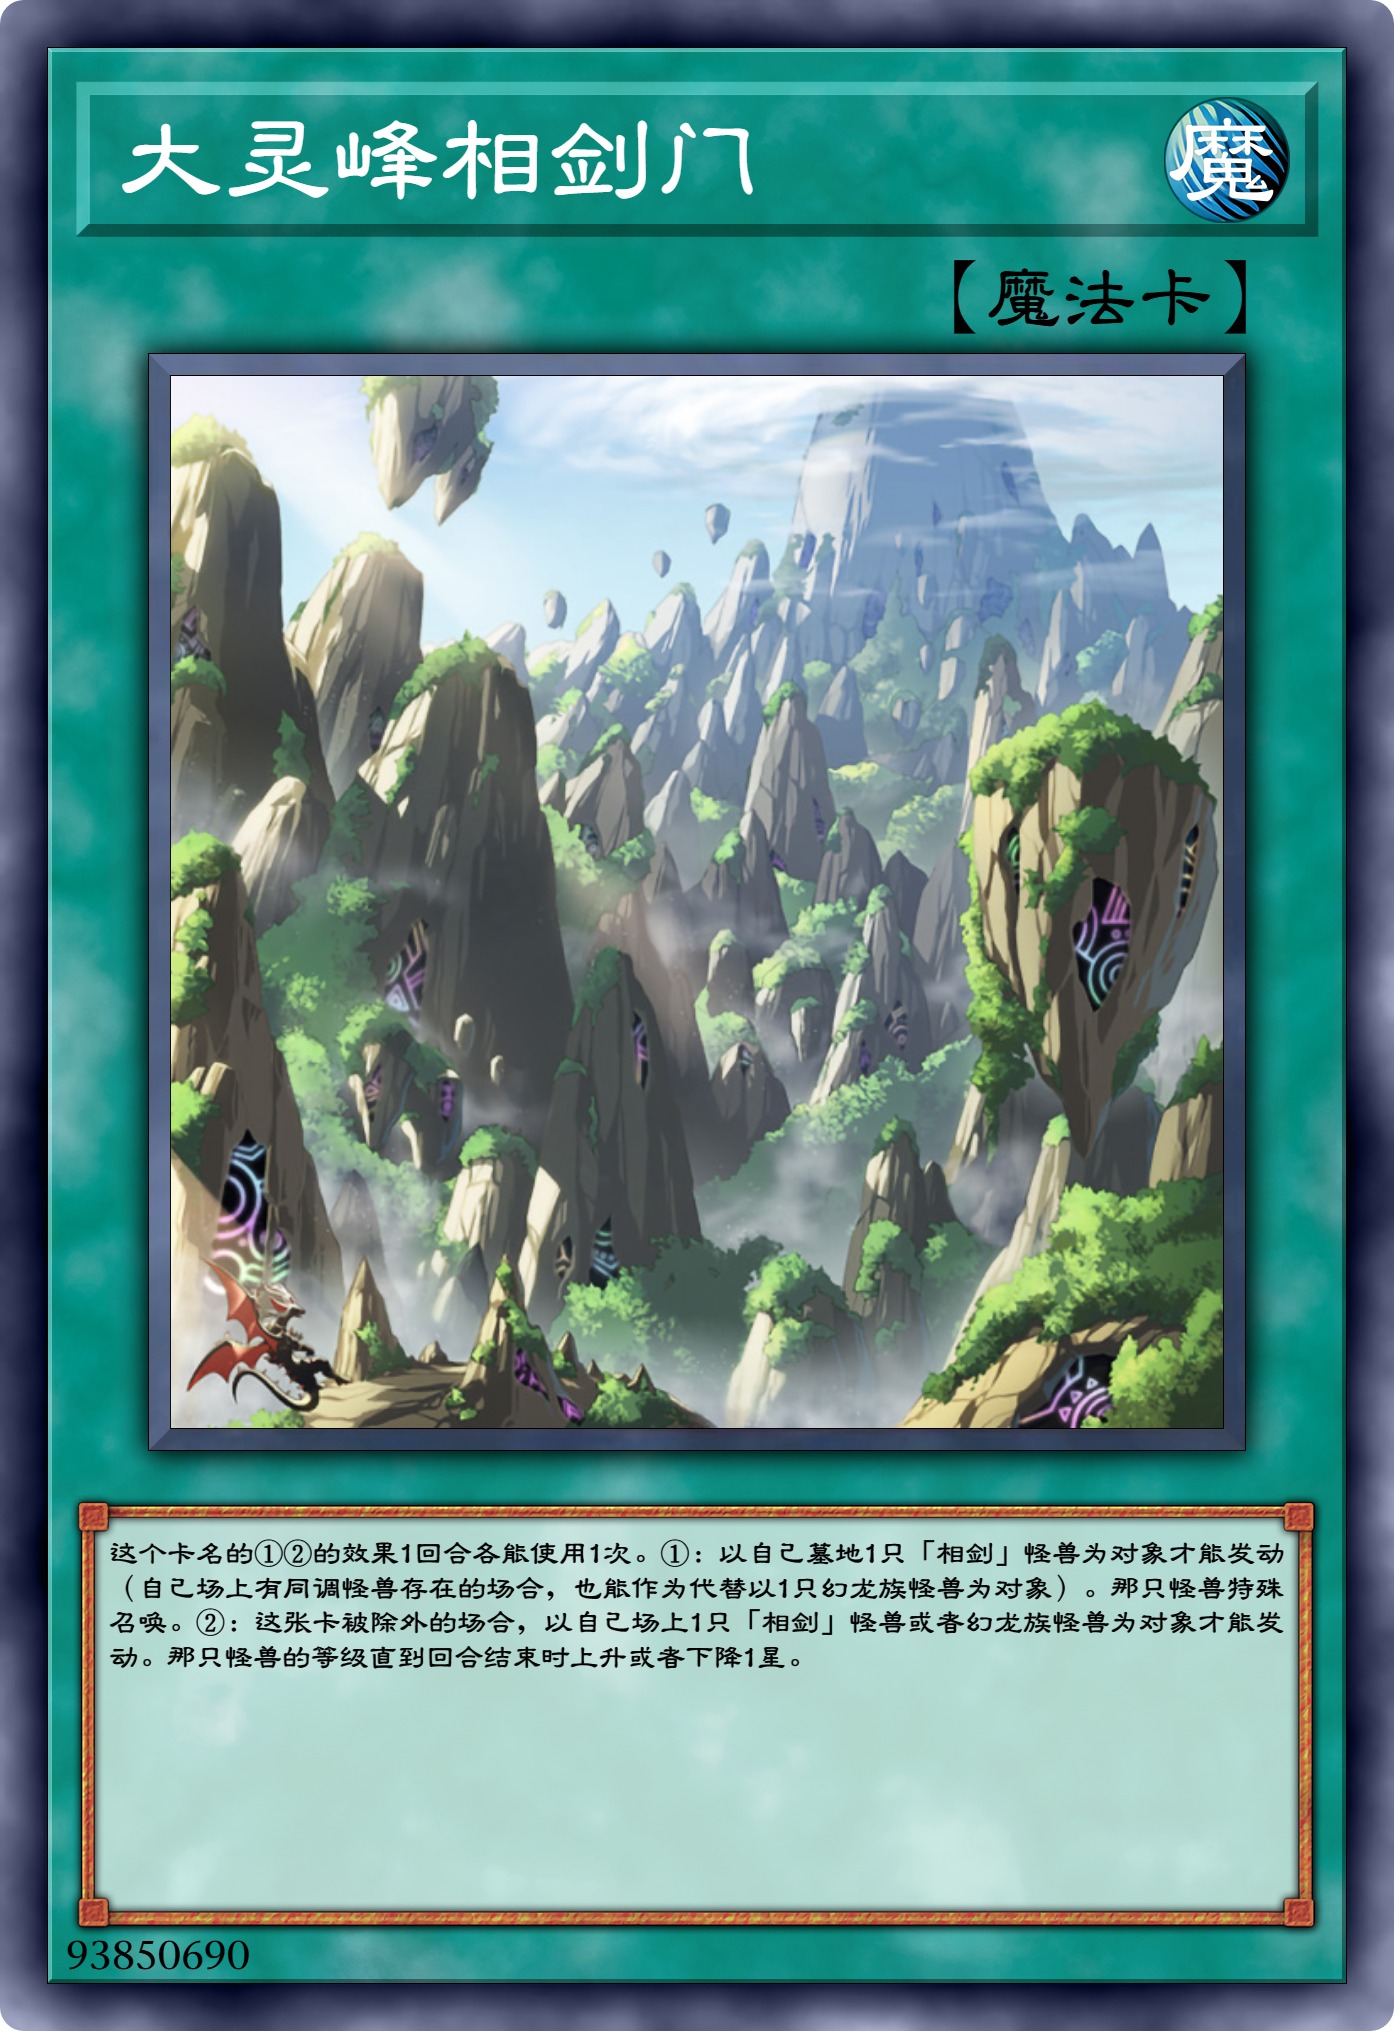 大灵峰相剑门
魔
【魔法卡】
这个卡名的①②的效果1回合各能使用1次。①：以自己墓地1只「相剑」怪兽为对象才能发动
（自己场上有同调怪兽存在的场合，也能作为代替以1只幻龙族怪兽为对象）。那只怪兽特殊
召唤。②：这张卡被除外的场合，以自己场上1只「相剑」怪兽或者幻龙族怪兽为对象才能发
动。那只怪兽的等级直到回合结束时上升或者下降1星。
93850690